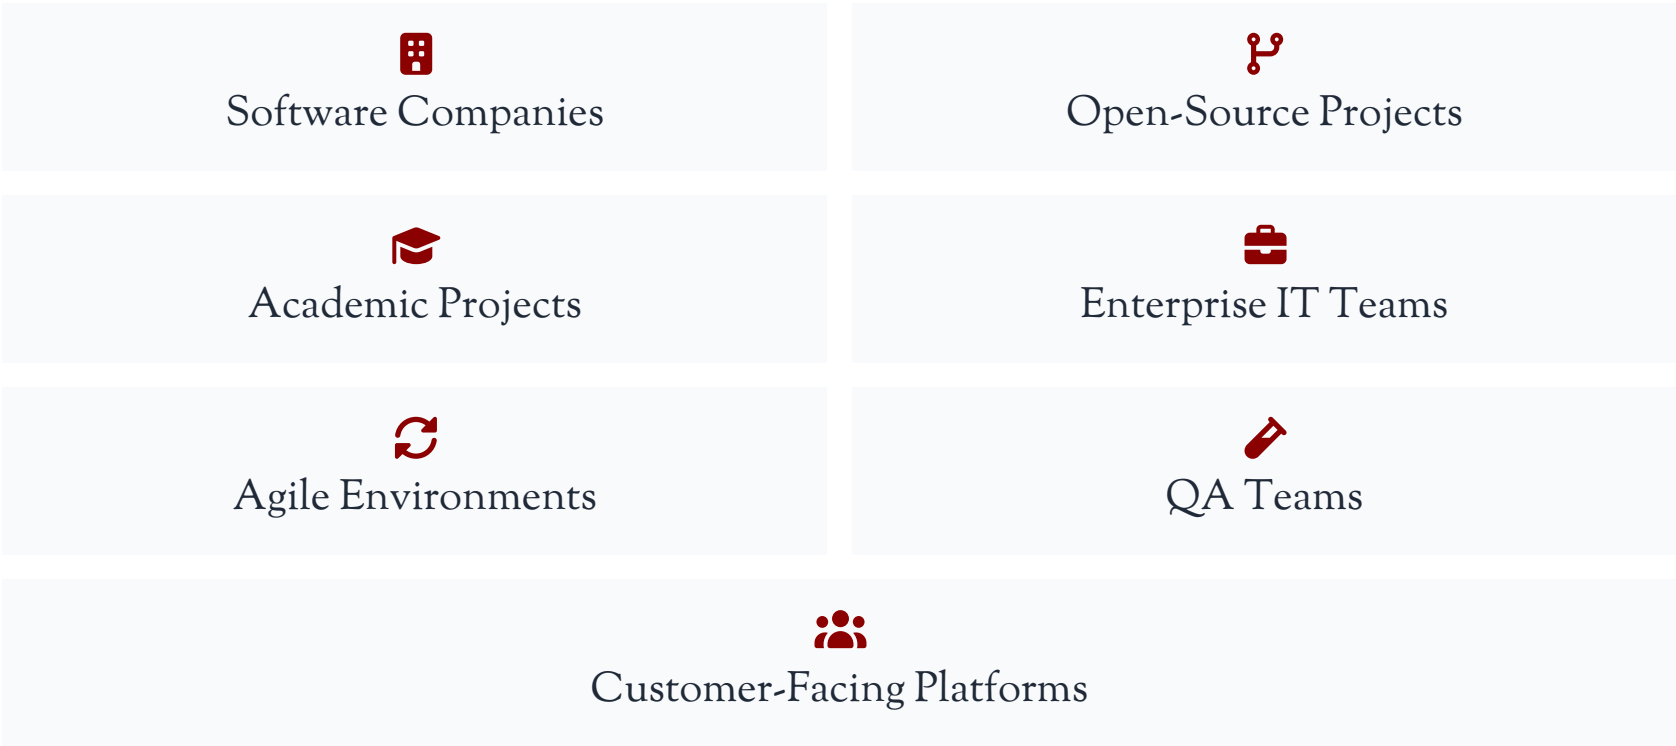 Software Companies
Open-Source Projects
Academic Projects
Enterprise IT Teams
Agile Environments
QA Teams
Customer-Facing Platforms